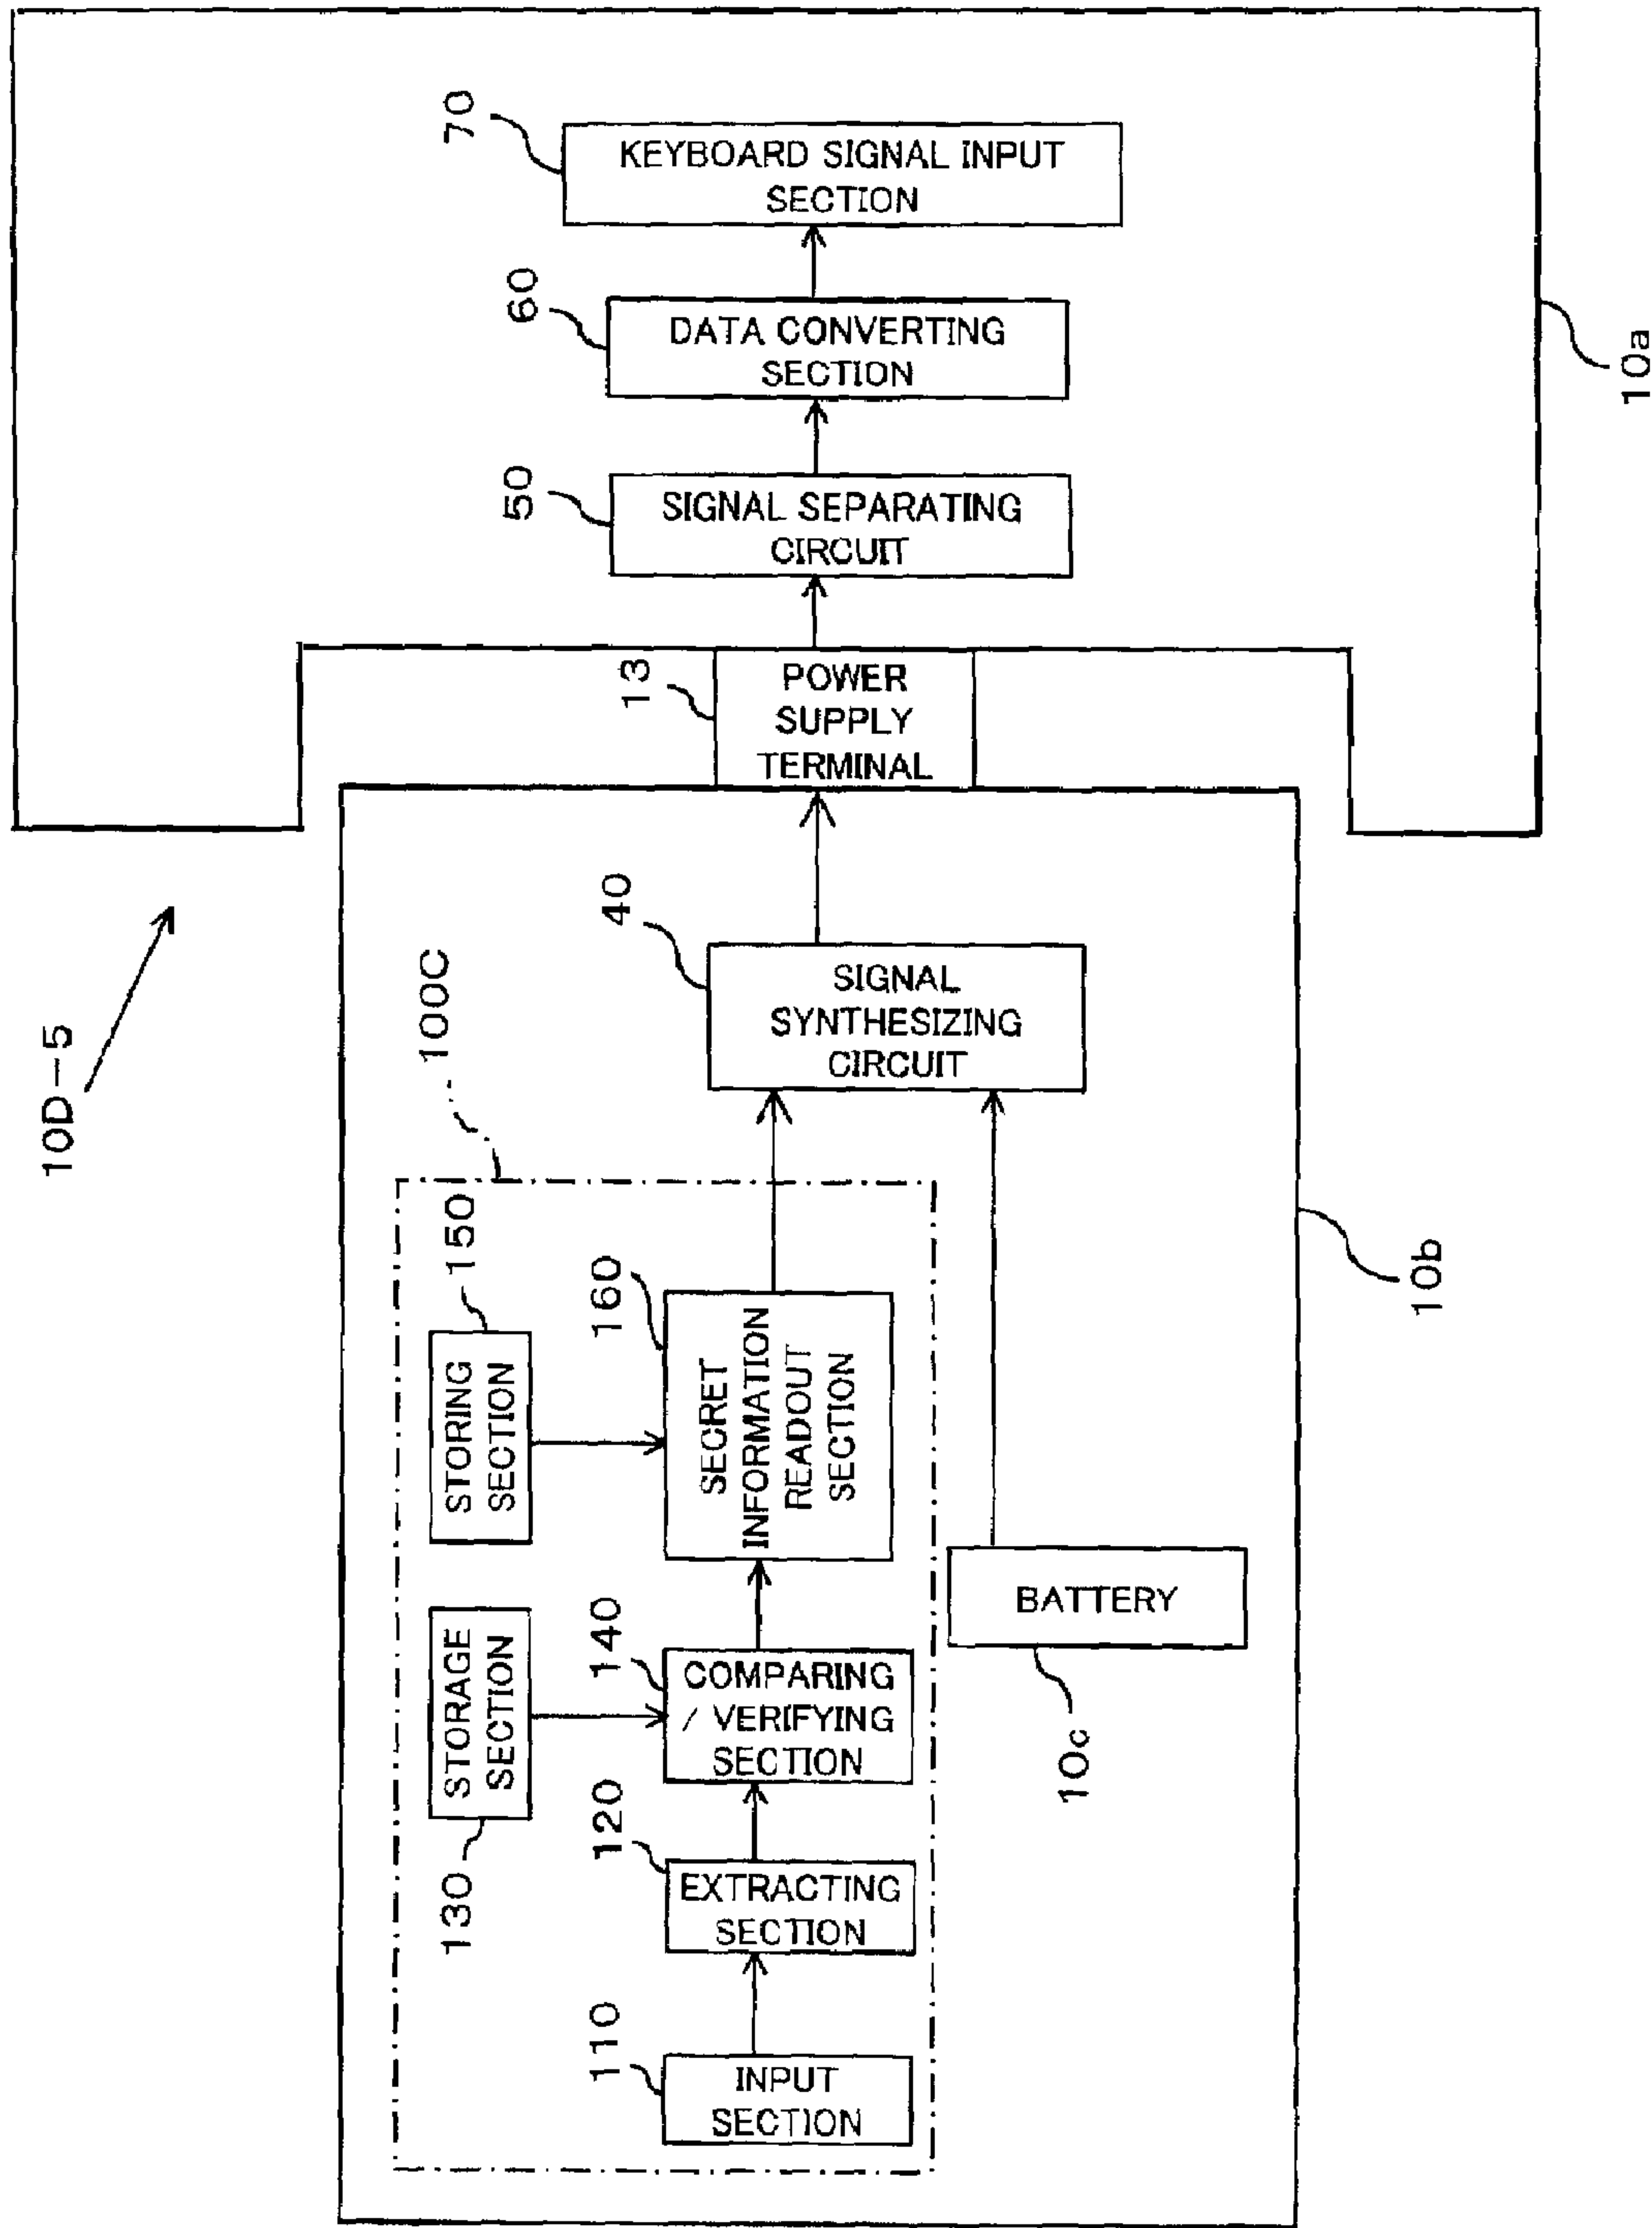 10D-5
70
KEYBOARD SIGNAL INPUT
SECTION
60
DATA CONVERTING
SECTION
50
SIGNAL SEPARATING
CIRCUIT
10a
13
POWER
SUPPLY
TERMINAL
40
SIGNAL
SYNTHESIZING
CIRCUIT
100C
150
STORING
SECTION
160
SECRET
INFORMATION
READOUT
SECTION
10b
130
STORAGE
SECTION
140
COMPARING
/ VERIFYING
SECTION
BATTERY
10c
120
EXTRACTING
SECTION
110
INPUT
SECTION